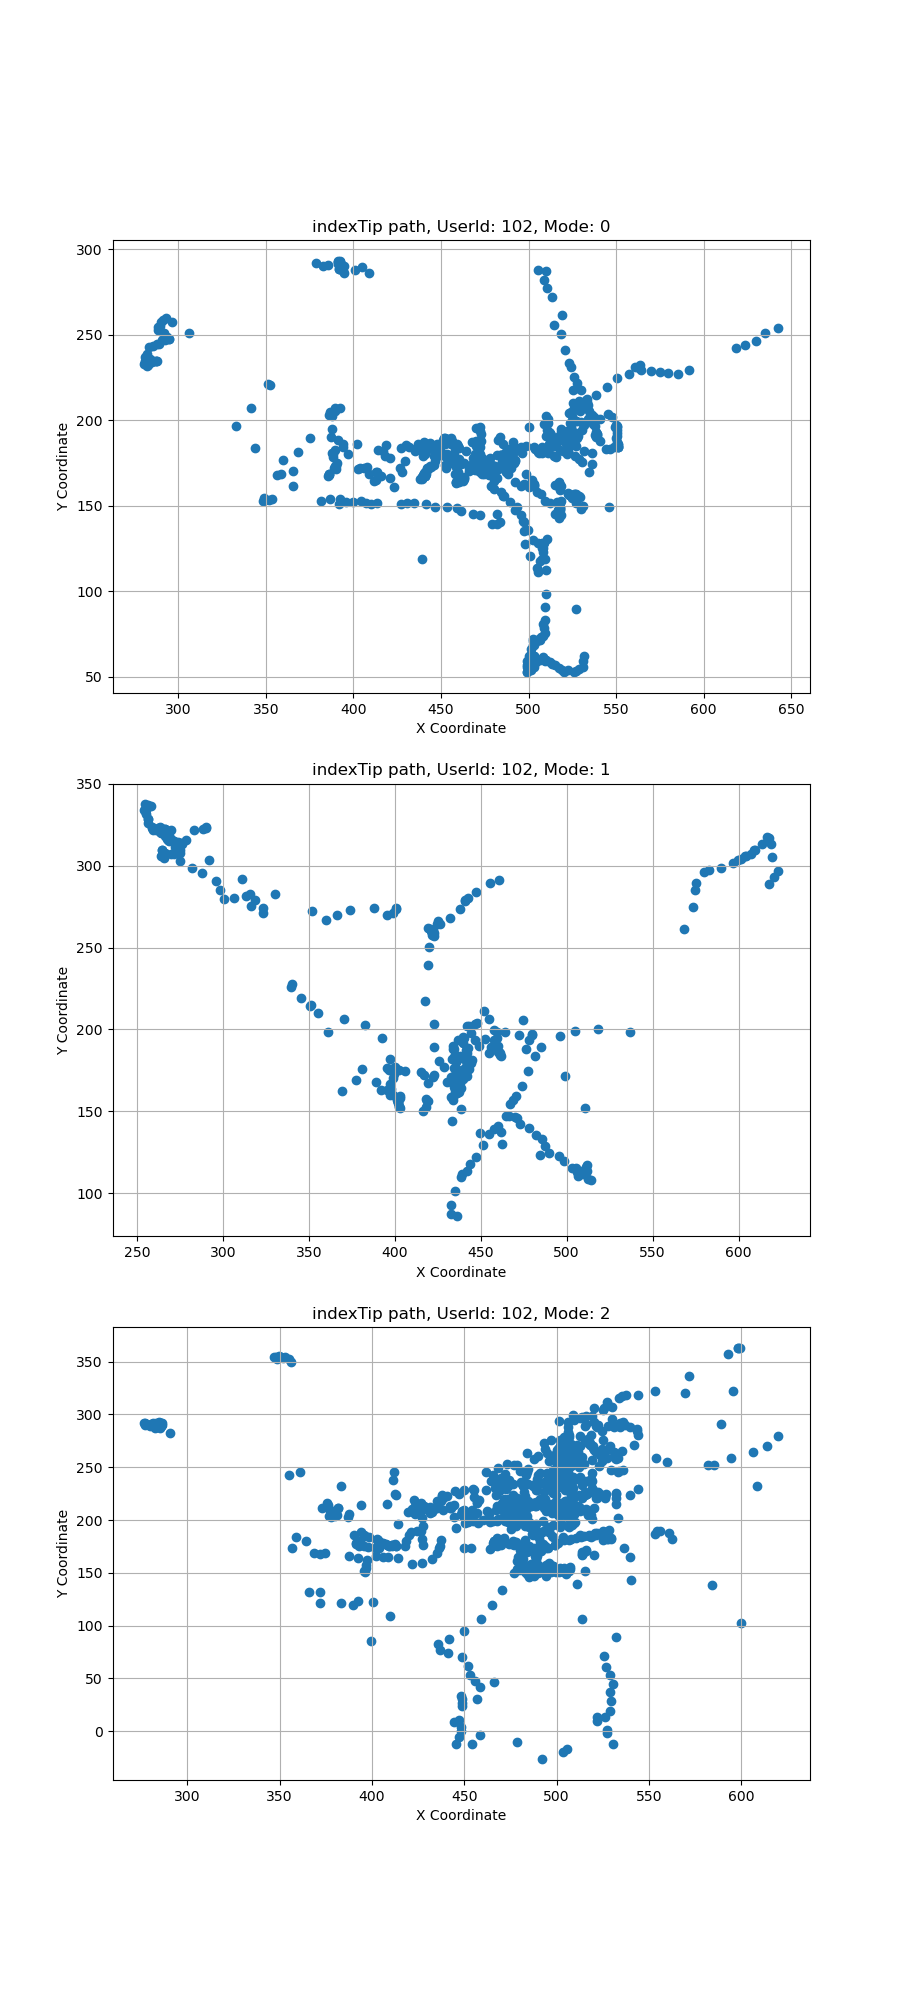 indexTip path, UserId: 102, Mode: 0
300
250
200
150
100
50
Y Coordinate
300 350 400 450 500 550 600 650
X Coordinate
indexTip path, UserId: 102, Mode: 1
350
300
250
200
150
100
Y Coordinate
250 300 350 400 450 500 550 600
X Coordinate
indexTip path, UserId: 102, Mode: 2
350
300
250
200
150
100
50
0
Y Coordinate
300 350 400 450 500 550 600
X Coordinate